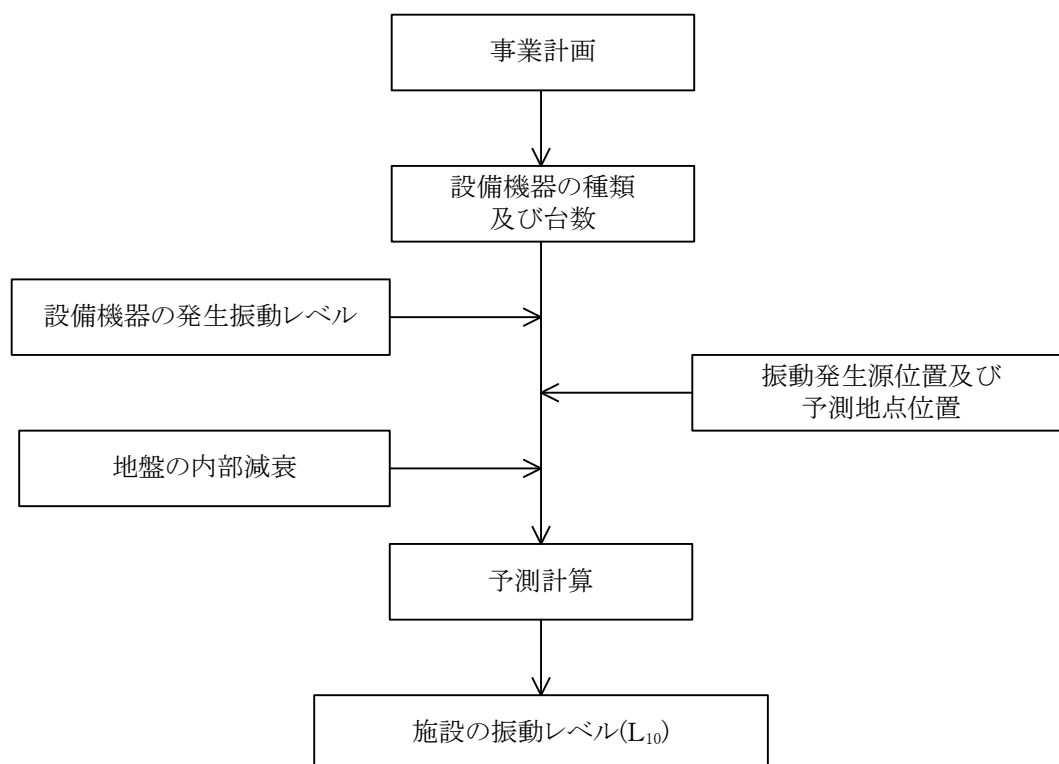 事業計画
設備機器の種類
及び台数
設備機器の発生振動レベル
振動発生源位置及び
予測地点位置
地盤の内部減衰
予測計算
施設の振動レベル(L₁₀)